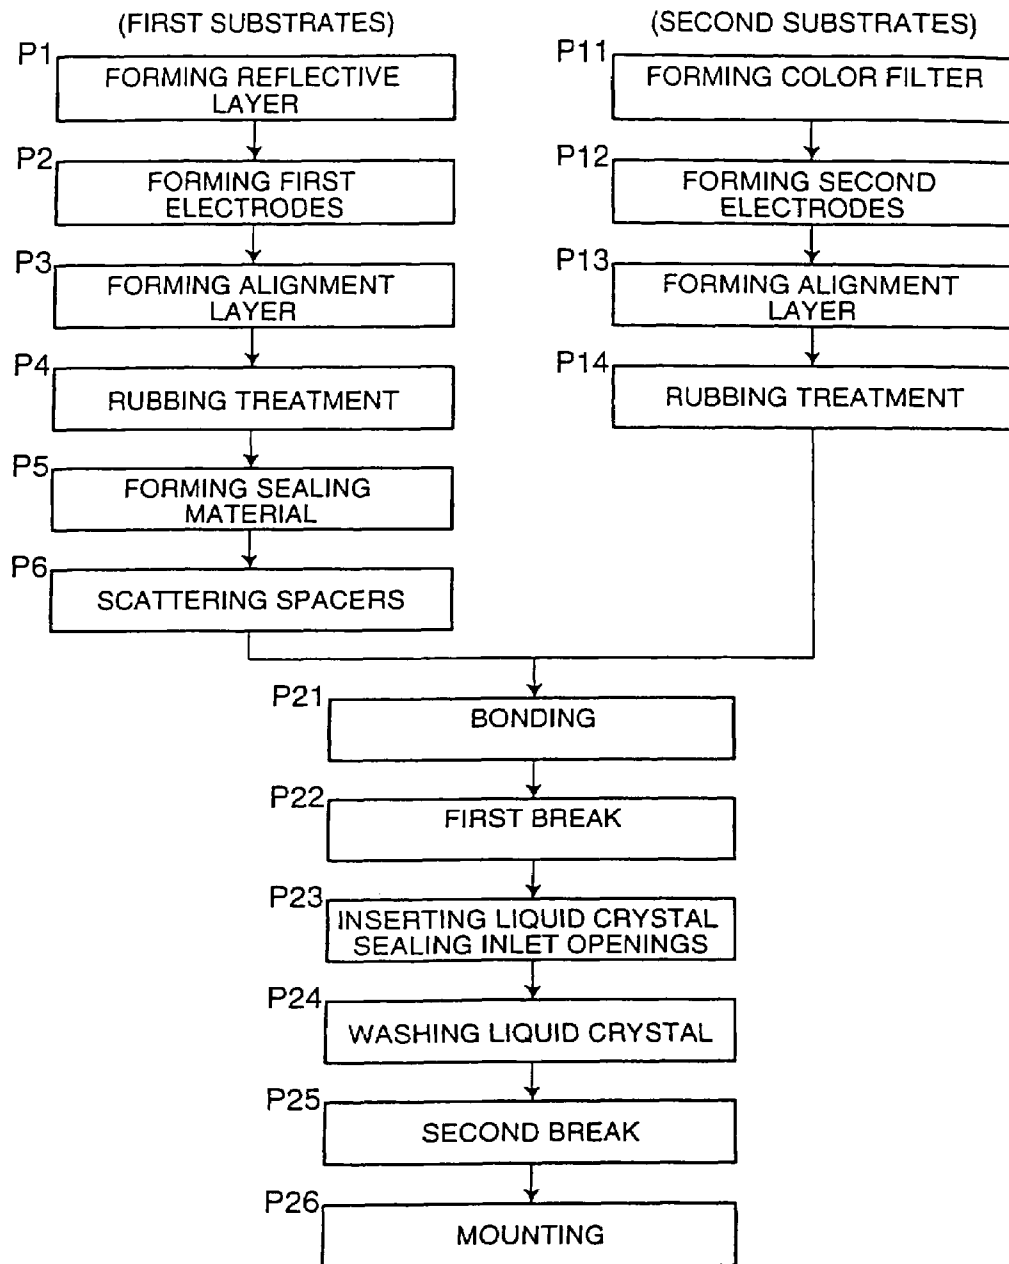 (FIRST SUBSTRATES)
P1
FORMING REFLECTIVE
LAYER
P2
FORMING FIRST
ELECTRODES
P3
FORMING ALIGNMENT
LAYER
P4
RUBBING TREATMENT
P5
FORMING SEALING
MATERIAL
P6
SCATTERING SPACERS
(SECOND SUBSTRATES)
P11
FORMING COLOR FILTER
P12
FORMING SECOND
ELECTRODES
P13
FORMING ALIGNMENT
LAYER
P14
RUBBING TREATMENT
P21
BONDING
P22
FIRST BREAK
P23
INSERTING LIQUID CRYSTAL
SEALING INLET OPENINGS
P24
WASHING LIQUID CRYSTAL
P25
SECOND BREAK
P26
MOUNTING